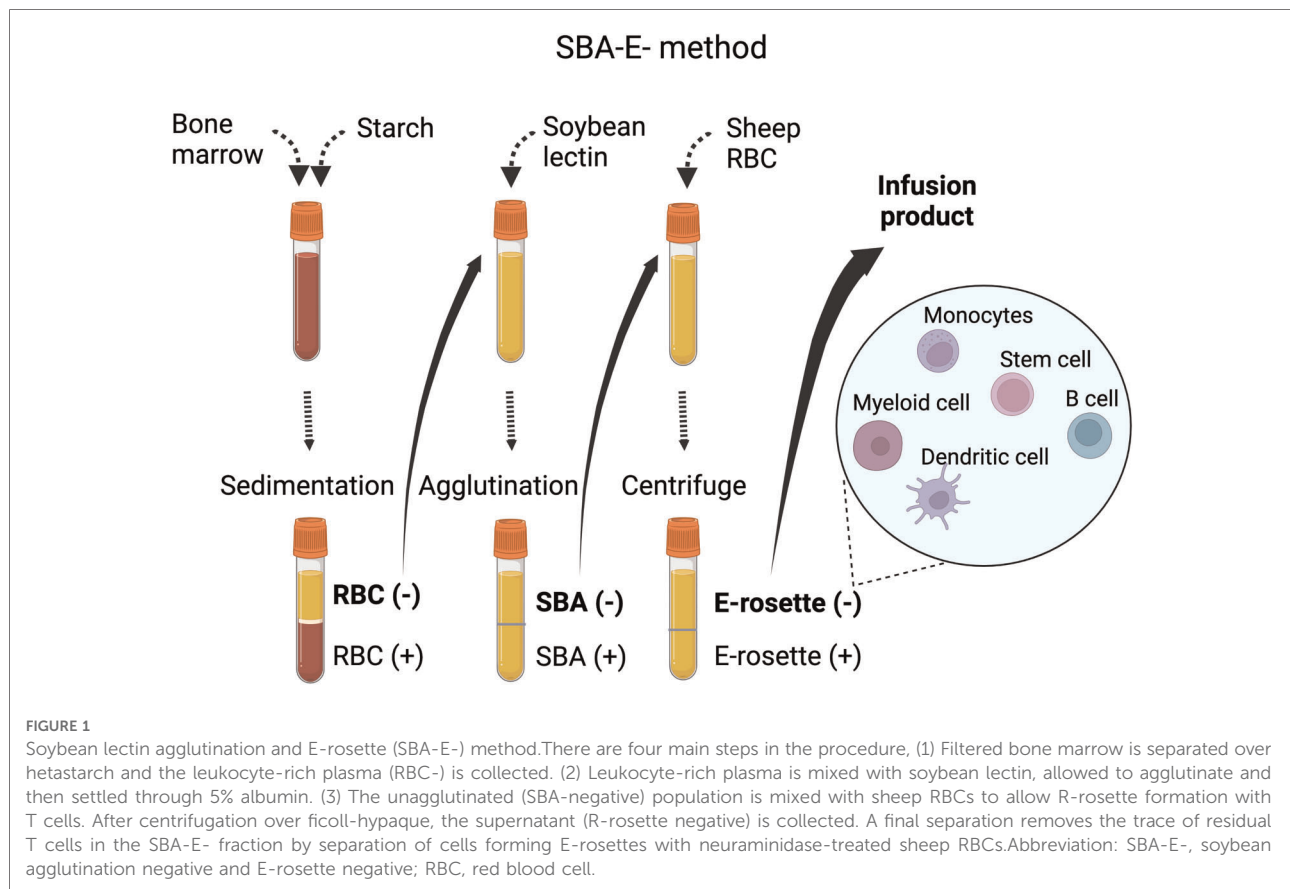 SBA-E- method
Bone
marrow
Starch
Soybean
lectin
Sheep
RBC
Infusion
product
Monocytes
Stem cell
Myeloid cell
B cell
Dendritic cell
Sedimentation
Agglutination
Centrifuge
RBC (-)
RBC (+)
SBA (-)
SBA (+)
E-rosette (-)
E-rosette (+)
FIGURE 1
Soybean lectin agglutination and E-rosette (SBA-E-) method.There are four main steps in the procedure, (1) Filtered bone marrow is separated over
hetastarch and the leukocyte-rich plasma (RBC-) is collected. (2) Leukocyte-rich plasma is mixed with soybean lectin, allowed to agglutinate and
then settled through 5% albumin. (3) The unagglutinated (SBA-negative) population is mixed with sheep RBCs to allow R-rosette formation with
T cells. After centrifugation over ficoll-hypaque, the supernatant (R-rosette negative) is collected. A final separation removes the trace of residual
T cells in the SBA-E- fraction by separation of cells forming E-rosettes with neuraminidase-treated sheep RBCs.Abbreviation: SBA-E-, soybean
agglutination negative and E-rosette negative; RBC, red blood cell.